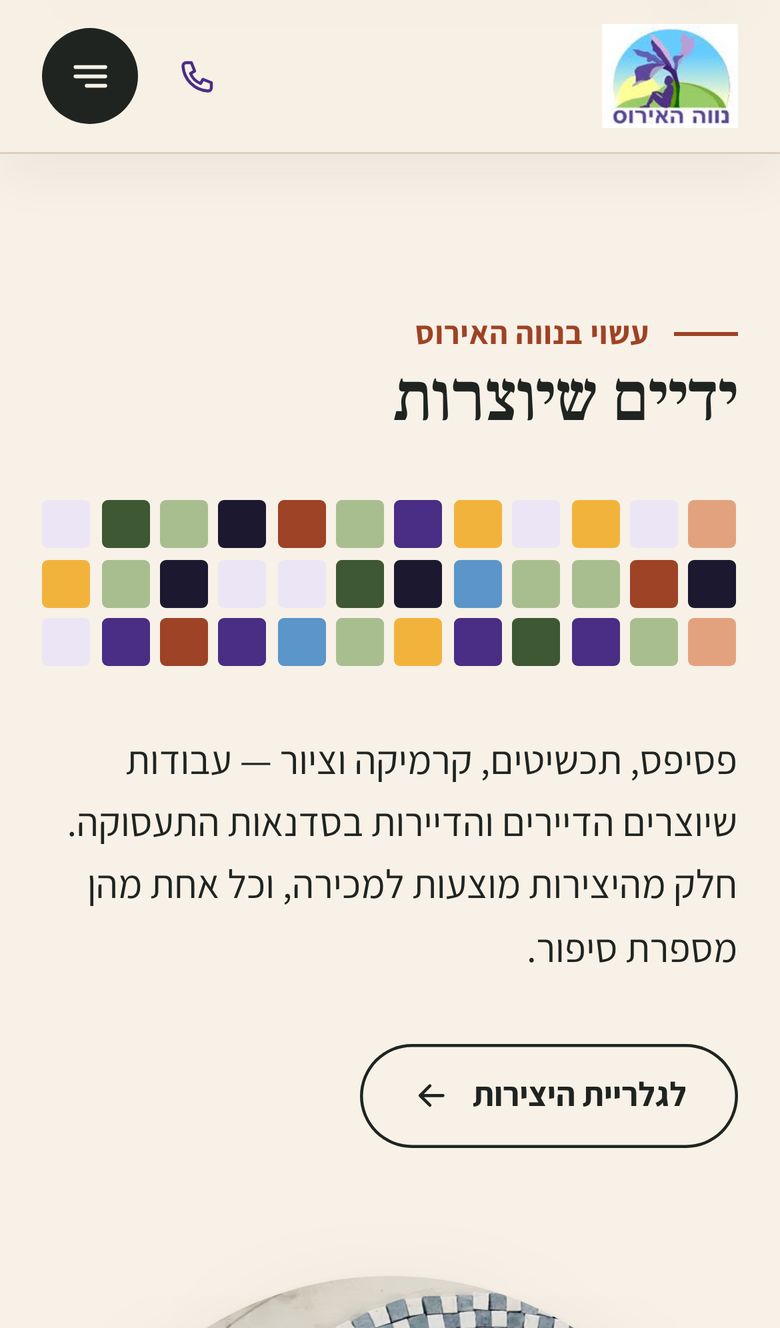 נווה האירוס
עשוי בנווה האירוס
ידיים שיוצרות
פסיפס, תכשיטים, קרמיקה וציור — עבודות
שיוצרים הדיירים והדיירות בסדנאות התעסוקה.
חלק מהיצירות מוצעות למכירה, וכל אחת מהן
מספרת סיפור.
לגלריית היצירות ←